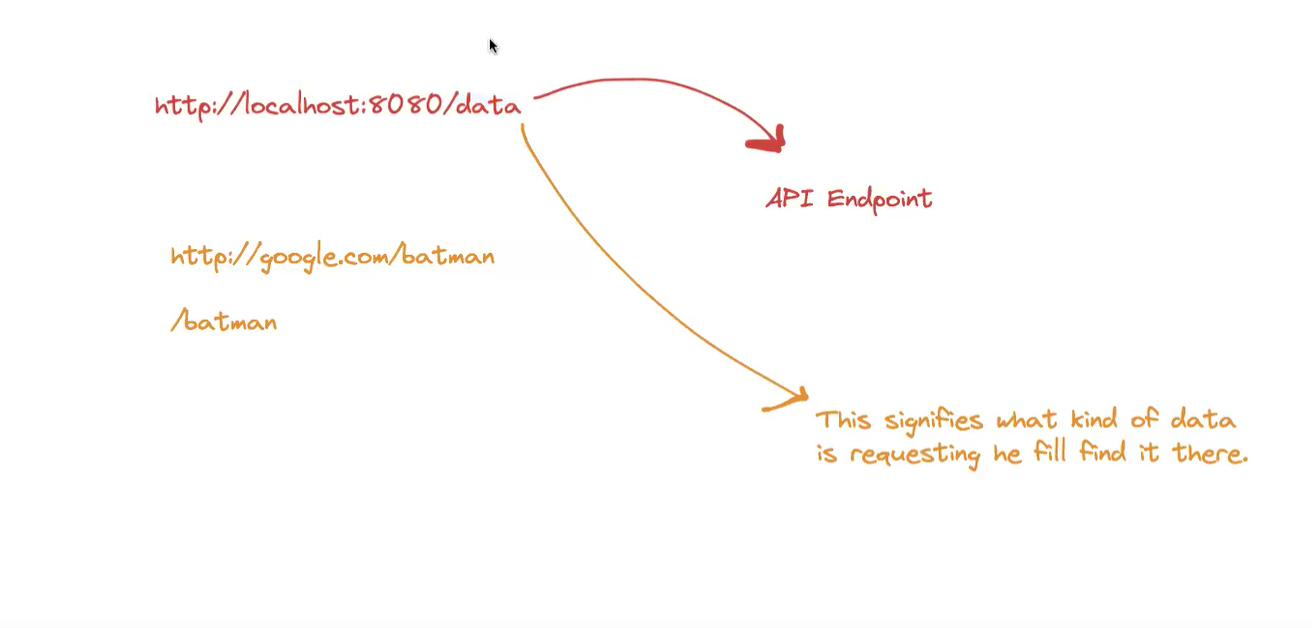 http://localhost:8080/data
API Endpoint
http://google.com/batman
/batman
This signifies what kind of data
is requesting he fill find it there.